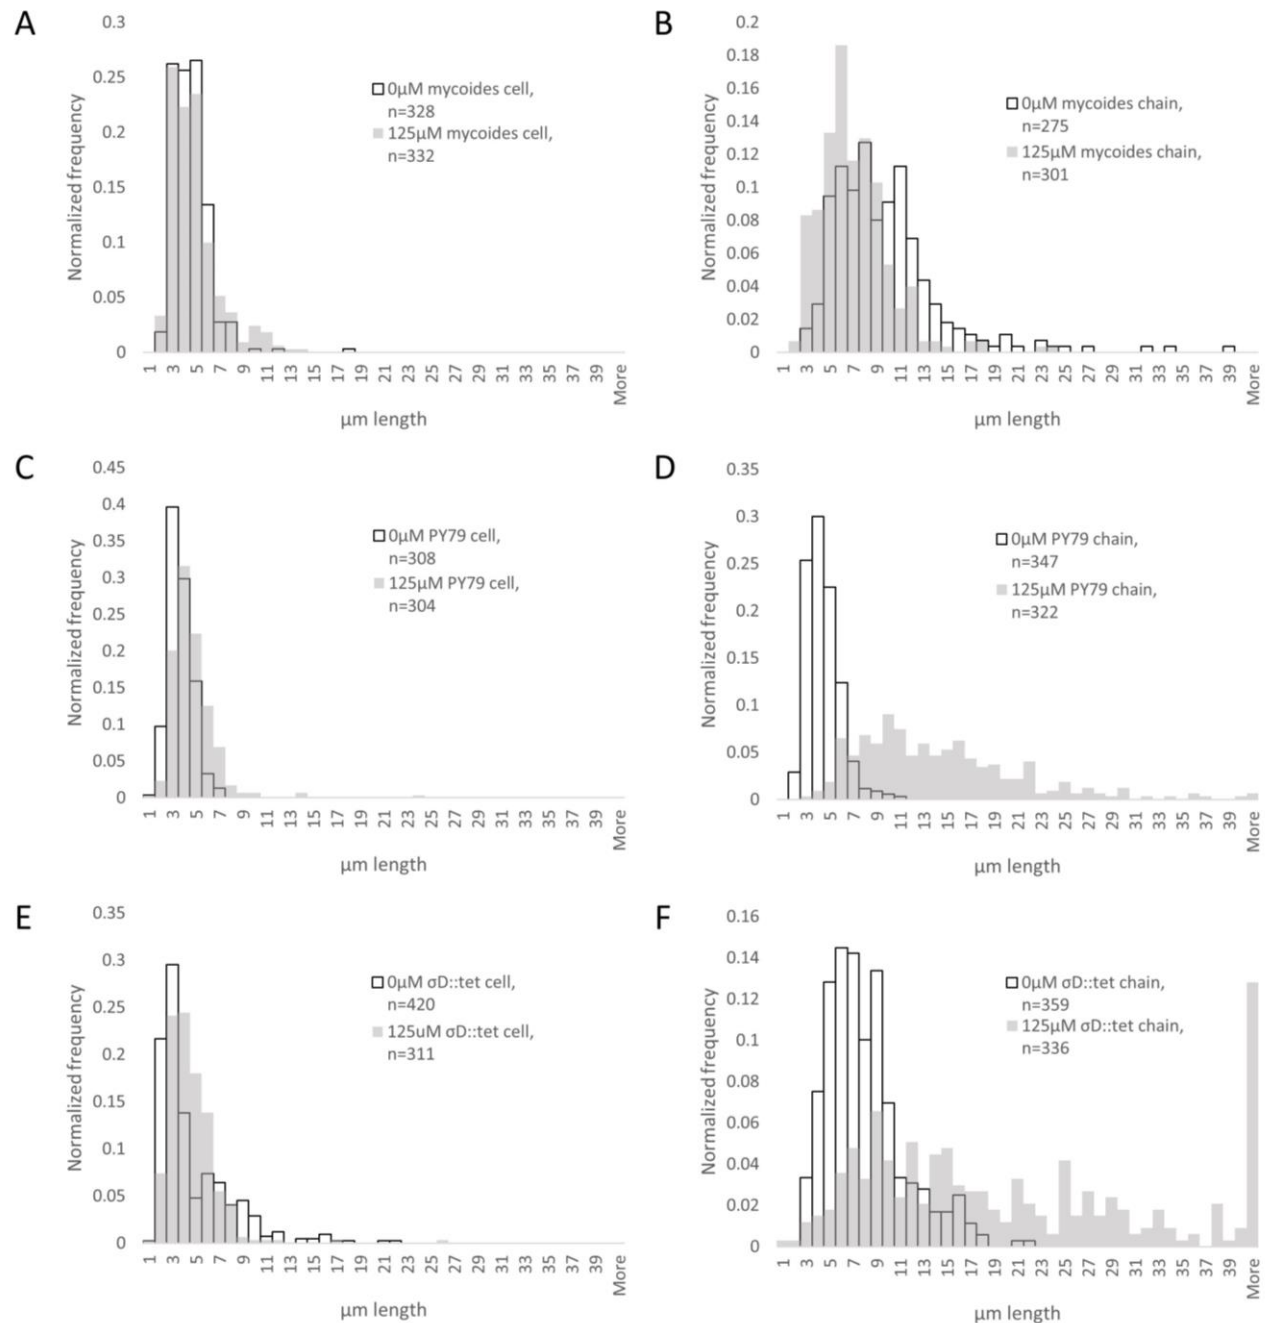 A
0.3
0.25
0.2
0.15
0.1
0.05
0
Normalized frequency
0µM mycoides cell,
n=328
125µM mycoides cell,
n=332
1 3 5 7 9 11 13 15 17 19 21 23 25 27 29 31 33 35 37 39 More
µm length
B
0.2
0.18
0.16
0.14
0.12
0.1
0.08
0.06
0.04
0.02
0
Normalized frequency
0µM mycoides chain,
n=275
125µM mycoides chain,
n=301
1 3 5 7 9 11 13 15 17 19 21 23 25 27 29 31 33 35 37 39 More
µm length
C
0.45
0.4
0.35
0.3
0.25
0.2
0.15
0.1
0.05
0
Normalized frequency
0µM PY79 cell,
n=308
125µM PY79 cell,
n=304
1 3 5 7 9 11 13 15 17 19 21 23 25 27 29 31 33 35 37 39 More
µm length
D
0.35
0.3
0.25
0.2
0.15
0.1
0.05
0
Normalized frequency
0µM PY79 chain,
n=347
125µM PY79 chain,
n=322
1 3 5 7 9 11 13 15 17 19 21 23 25 27 29 31 33 35 37 39 More
µm length
E
0.35
0.3
0.25
0.2
0.15
0.1
0.05
0
Normalized frequency
0µM σD::tet cell,
n=420
125uM σD::tet cell,
n=311
1 3 5 7 9 11 13 15 17 19 21 23 25 27 29 31 33 35 37 39 More
µm length
F
0.16
0.14
0.12
0.1
0.08
0.06
0.04
0.02
0
Normalized frequency
0µM σD::tet chain,
n=359
125µM σD::tet chain,
n=336
1 3 5 7 9 11 13 15 17 19 21 23 25 27 29 31 33 35 37 39 More
µm length